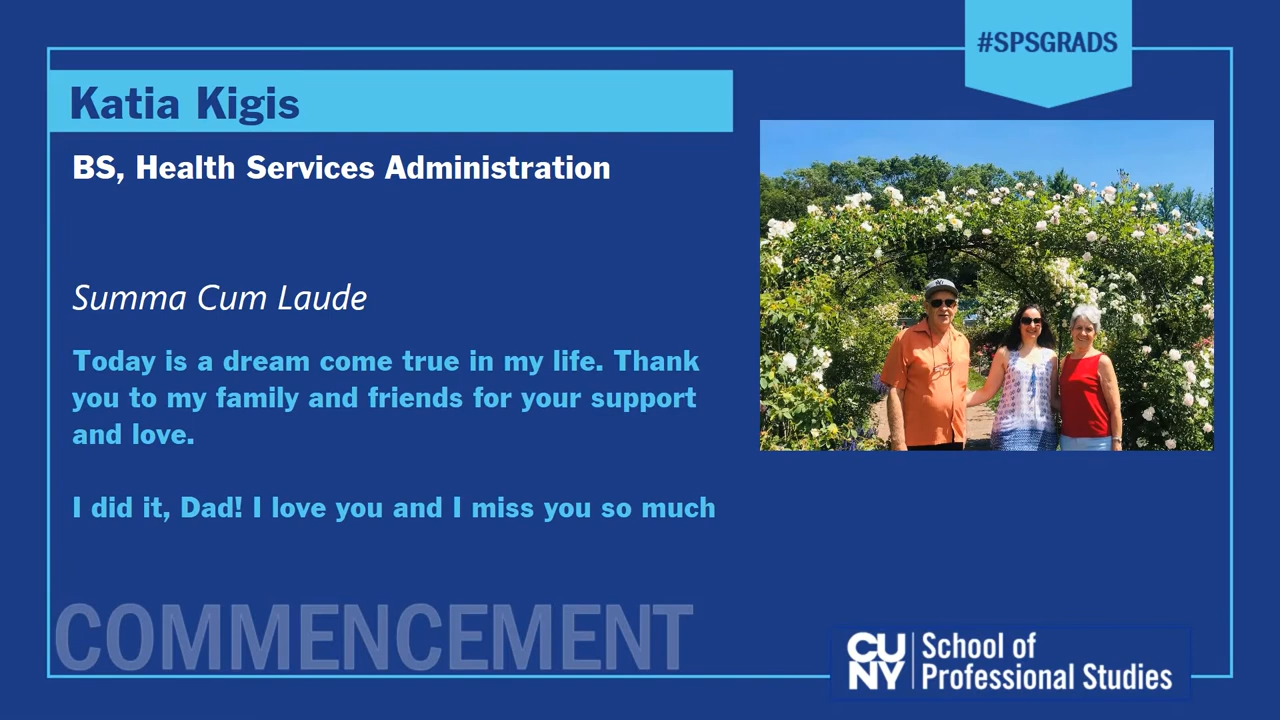 #SPSGRADS
Katia Kigis
BS, Health Services Administration
Summa Cum Laude
Today is a dream come true in my life. Thank
you to my family and friends for your support
and love.
I did it, Dad! I love you and I miss you so much
COMMENCEMENT
CU
NY
School of
Professional Studies